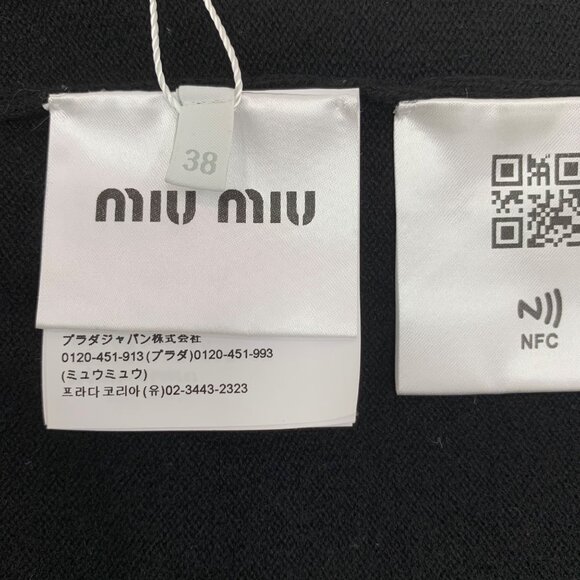 38
miu miu
プラダジャパン株式会社
0120-451-913(プラダ)0120-451-993
(ミュウミュウ)
프라다코리아(유)02-3443-2323
NFC